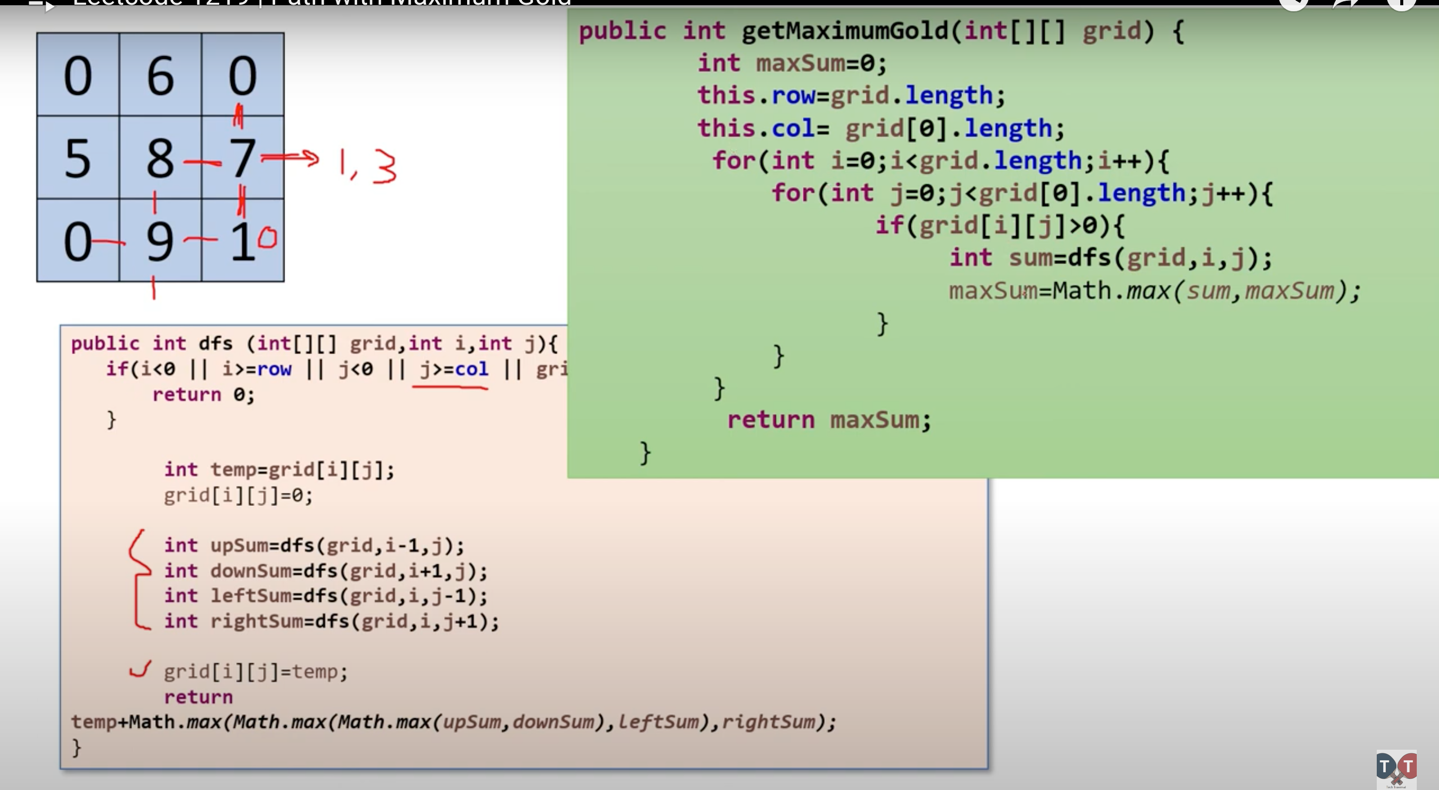 Leetcode 1219 | Path with Maximum Gold
0 6 0
5 8 7 → 1, 3
0 9 1 0
public int getMaximumGold(int[][] grid) {
int maxSum=0;
this.row=grid.length;
this.col= grid[0].length;
for(int i=0;i<grid.length;i++){
for(int j=0;j<grid[0].length;j++){
if(grid[i][j]>0){
int sum=dfs(grid,i,j);
maxSum=Math.max(sum,maxSum);
}
}
}
return maxSum;
}
public int dfs (int[][] grid,int i,int j){
if(i<0 || i>=row || j<0 || j>=col || gri
return 0;
}
int temp=grid[i][j];
grid[i][j]=0;
int upSum=dfs(grid,i-1,j);
int downSum=dfs(grid,i+1,j);
int leftSum=dfs(grid,i,j-1);
int rightSum=dfs(grid,i,j+1);
grid[i][j]=temp;
return
temp+Math.max(Math.max(Math.max(upSum,downSum),leftSum),rightSum);
}
T T